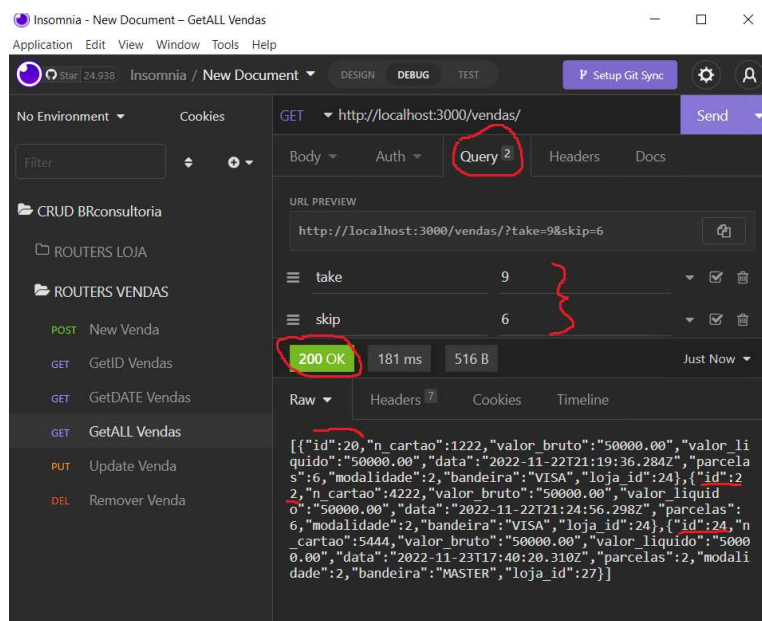 Insomnia - New Document – GetALL Vendas
Application Edit View Window Tools Help
Star 24.938 Insomnia / New Document DESIGN DEBUG TEST Setup Git Sync
No Environment Cookies GET http://localhost:3000/vendas/ Send
Filter Body Auth Query 2 Headers Docs
URL PREVIEW
CRUD BRconsultoria
http://localhost:3000/vendas/?take=9&skip=6
ROUTERS LOJA
take 9
ROUTERS VENDAS
skip 6
POST New Venda
GET GetID Vendas 200 OK 181 ms 516 B Just Now
GET GetDATE Vendas Raw Headers 7 Cookies Timeline
GET GetALL Vendas
PUT Update Venda
DEL Remover Venda
[{"id":20,"n_cartao":1222,"valor_bruto":"50000.00","valor_li
quido":"50000.00","data":"2022-11-22T21:19:36.284Z","parcela
s":6,"modalidade":2,"bandeira":"VISA","loja_id":24},{"id":2
2,"n_cartao":4222,"valor_bruto":"50000.00","valor_liquid
o":"50000.00","data":"2022-11-22T21:24:56.298Z","parcelas":
6,"modalidade":2,"bandeira":"VISA","loja_id":24},{"id":24,"n
_cartao":5444,"valor_bruto":"50000.00","valor_liquido":"5000
0.00","data":"2022-11-23T17:40:20.310Z","parcelas":2,"modali
dade":2,"bandeira":"MASTER","loja_id":27}]